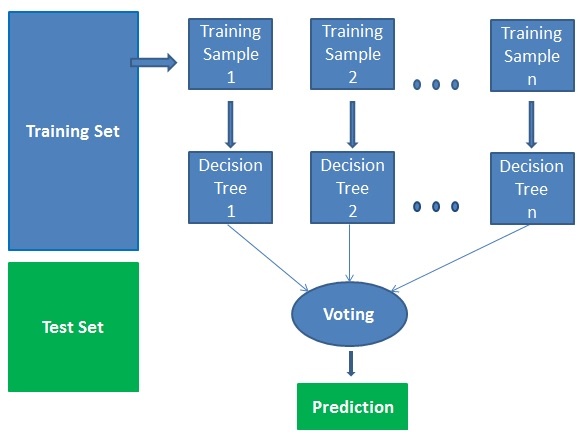 Training Set
Training
Sample
1
Training
Sample
2
Training
Sample
n
Decision
Tree
1
Decision
Tree
2
Decision
Tree
n
Test Set
Voting
Prediction